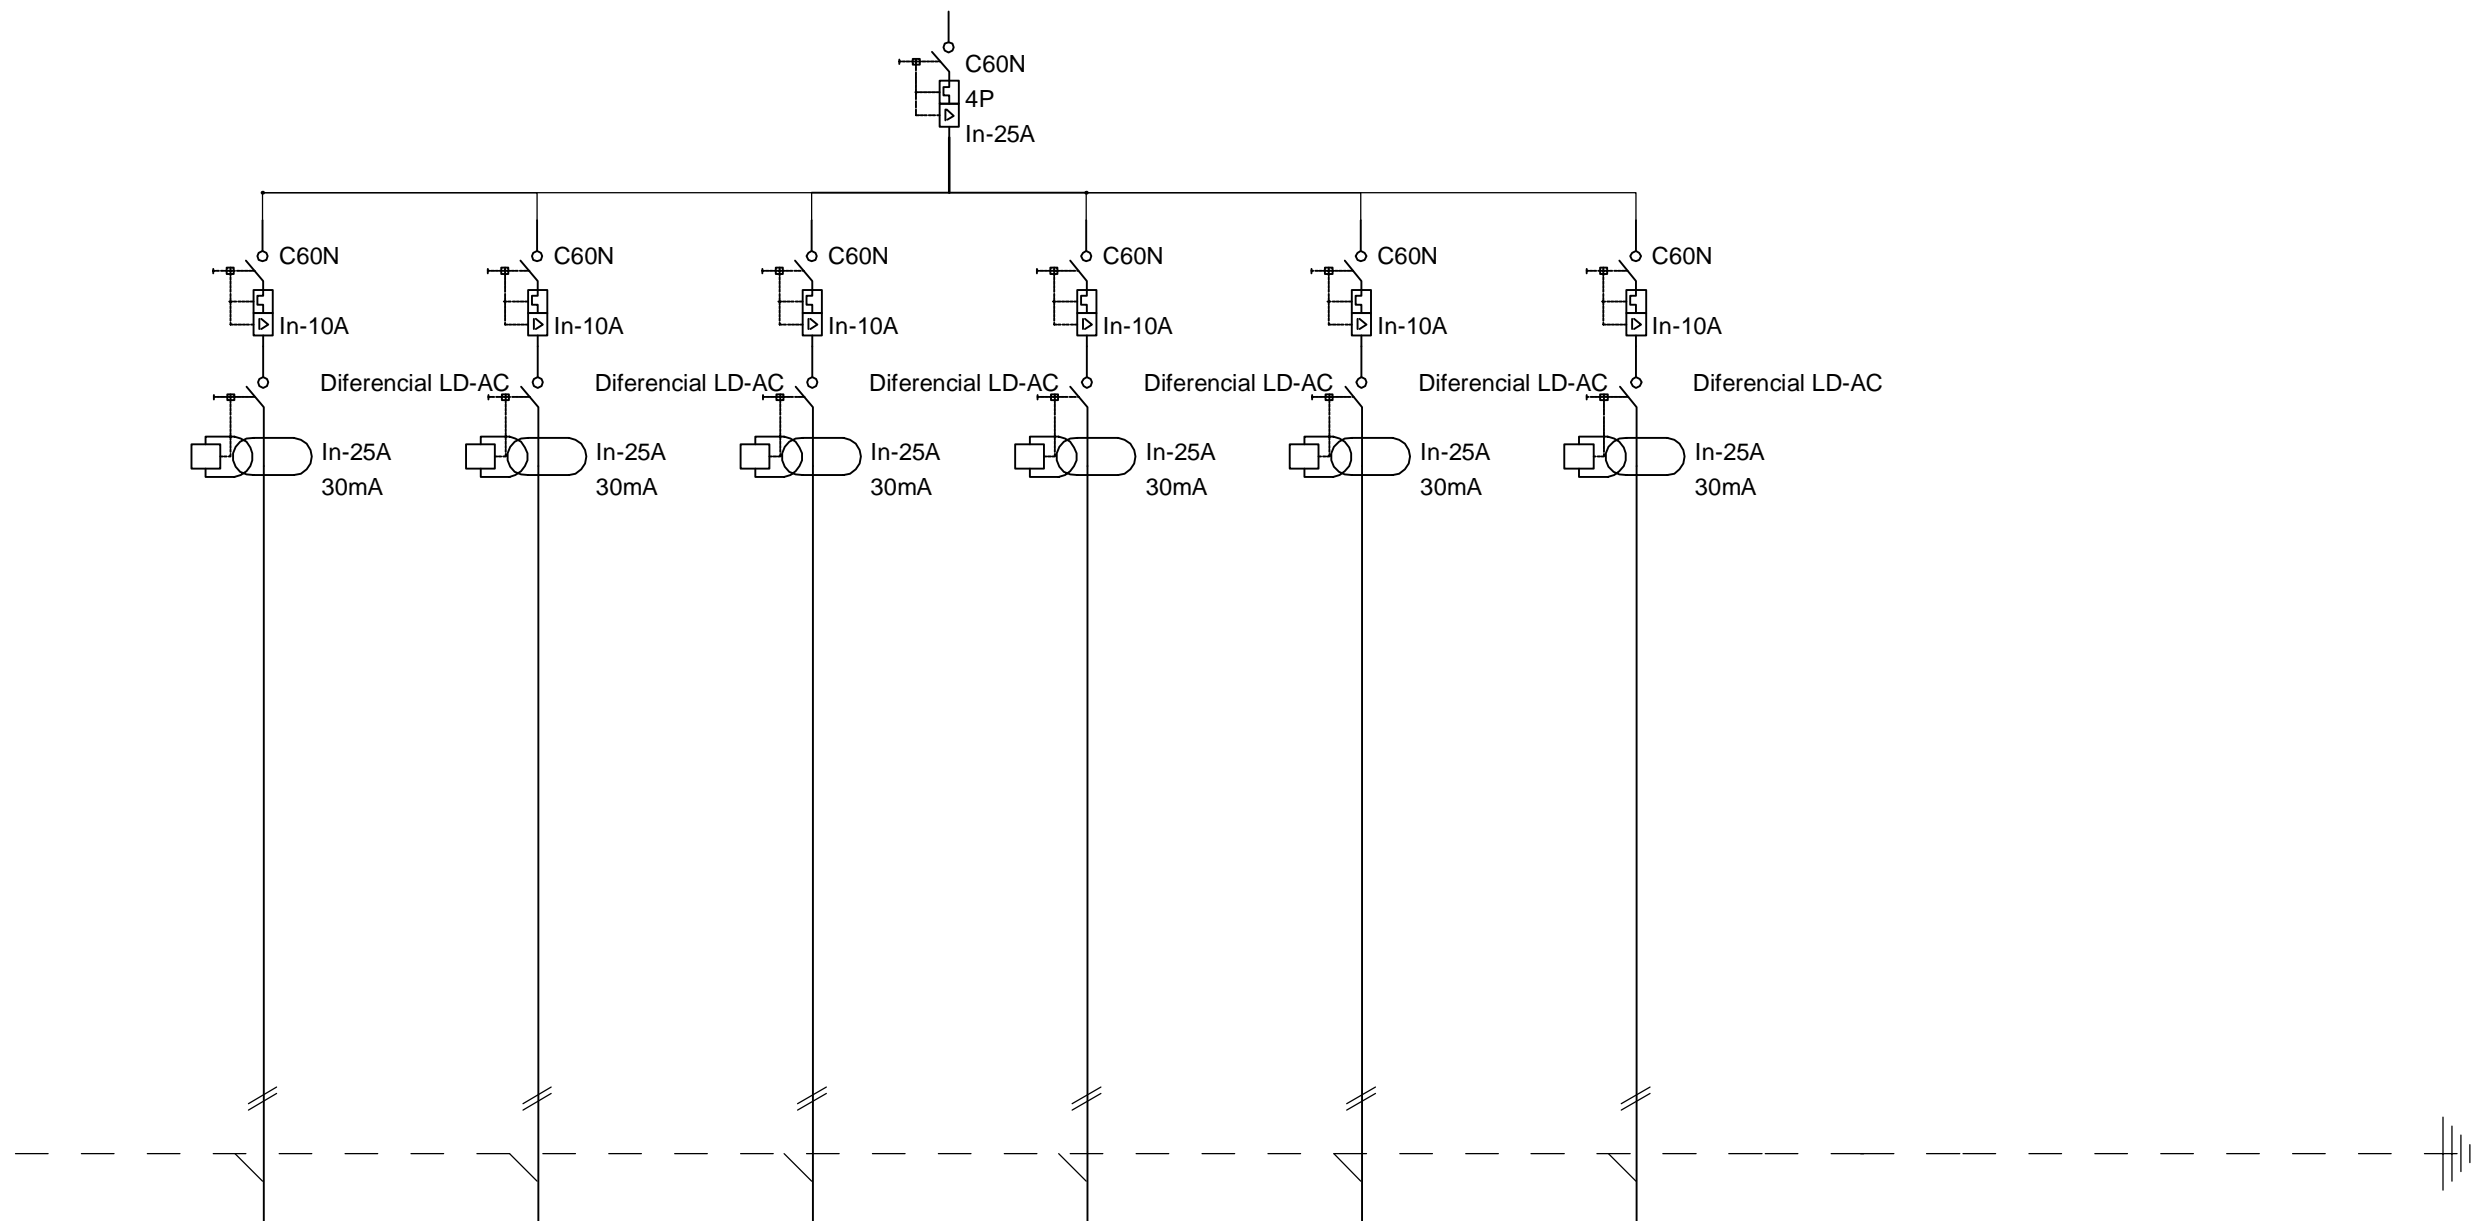 C60N
4P
In-25A
C60N C60N C60N C60N C60N C60N
In-10A In-10A In-10A In-10A In-10A In-10A
Diferencial LD-AC Diferencial LD-AC Diferencial LD-AC Diferencial LD-AC Diferencial LD-AC Diferencial LD-AC
In-25A In-25A In-25A In-25A In-25A In-25A
30mA 30mA 30mA 30mA 30mA 30mA